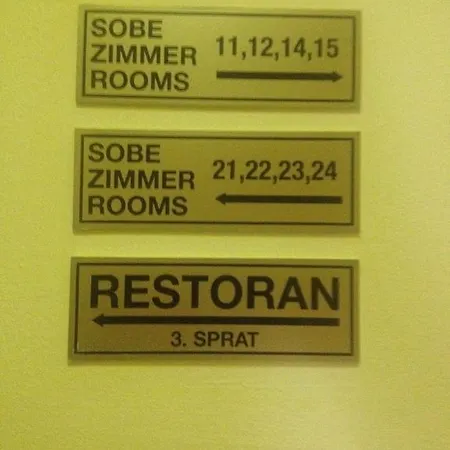 SOBE
ZIMMER
ROOMS
11,12,14,15
SOBE
ZIMMER
ROOMS
21,22,23,24
RESTORAN
3. SPRAT